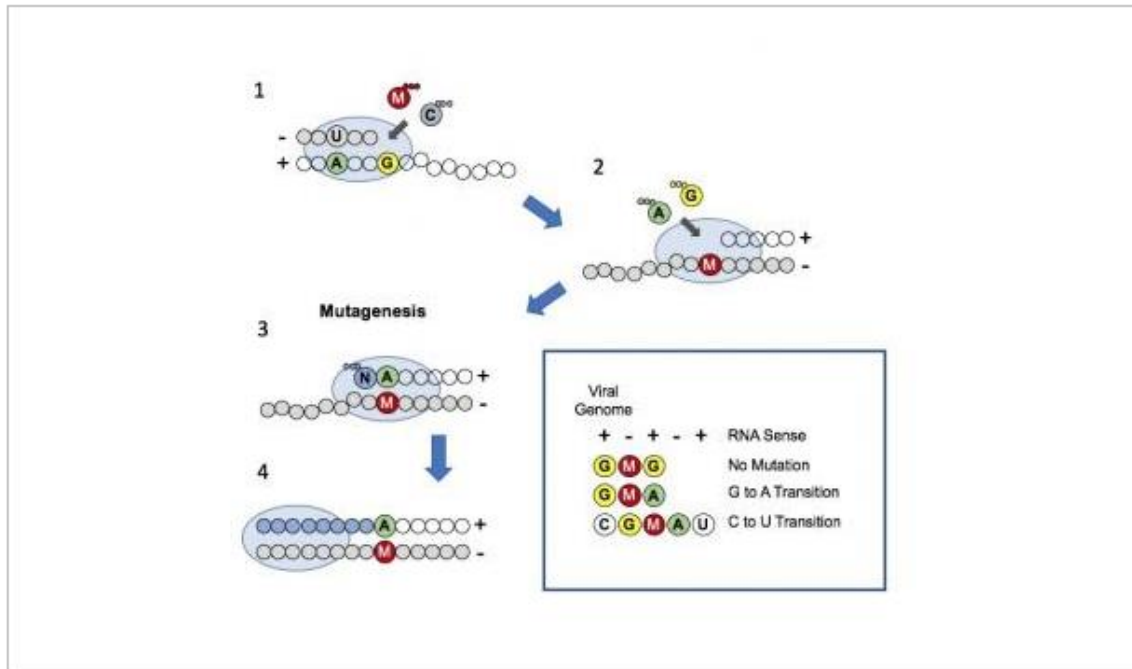 1
M
C
- U
+ A G
2
G
A
+
M -
Mutagenesis
3
N A +
M -
4
A +
M -
Viral
Genome
+ - + - + RNA Sense
G M G No Mutation
G M A G to A Transition
C G M A U C to U Transition